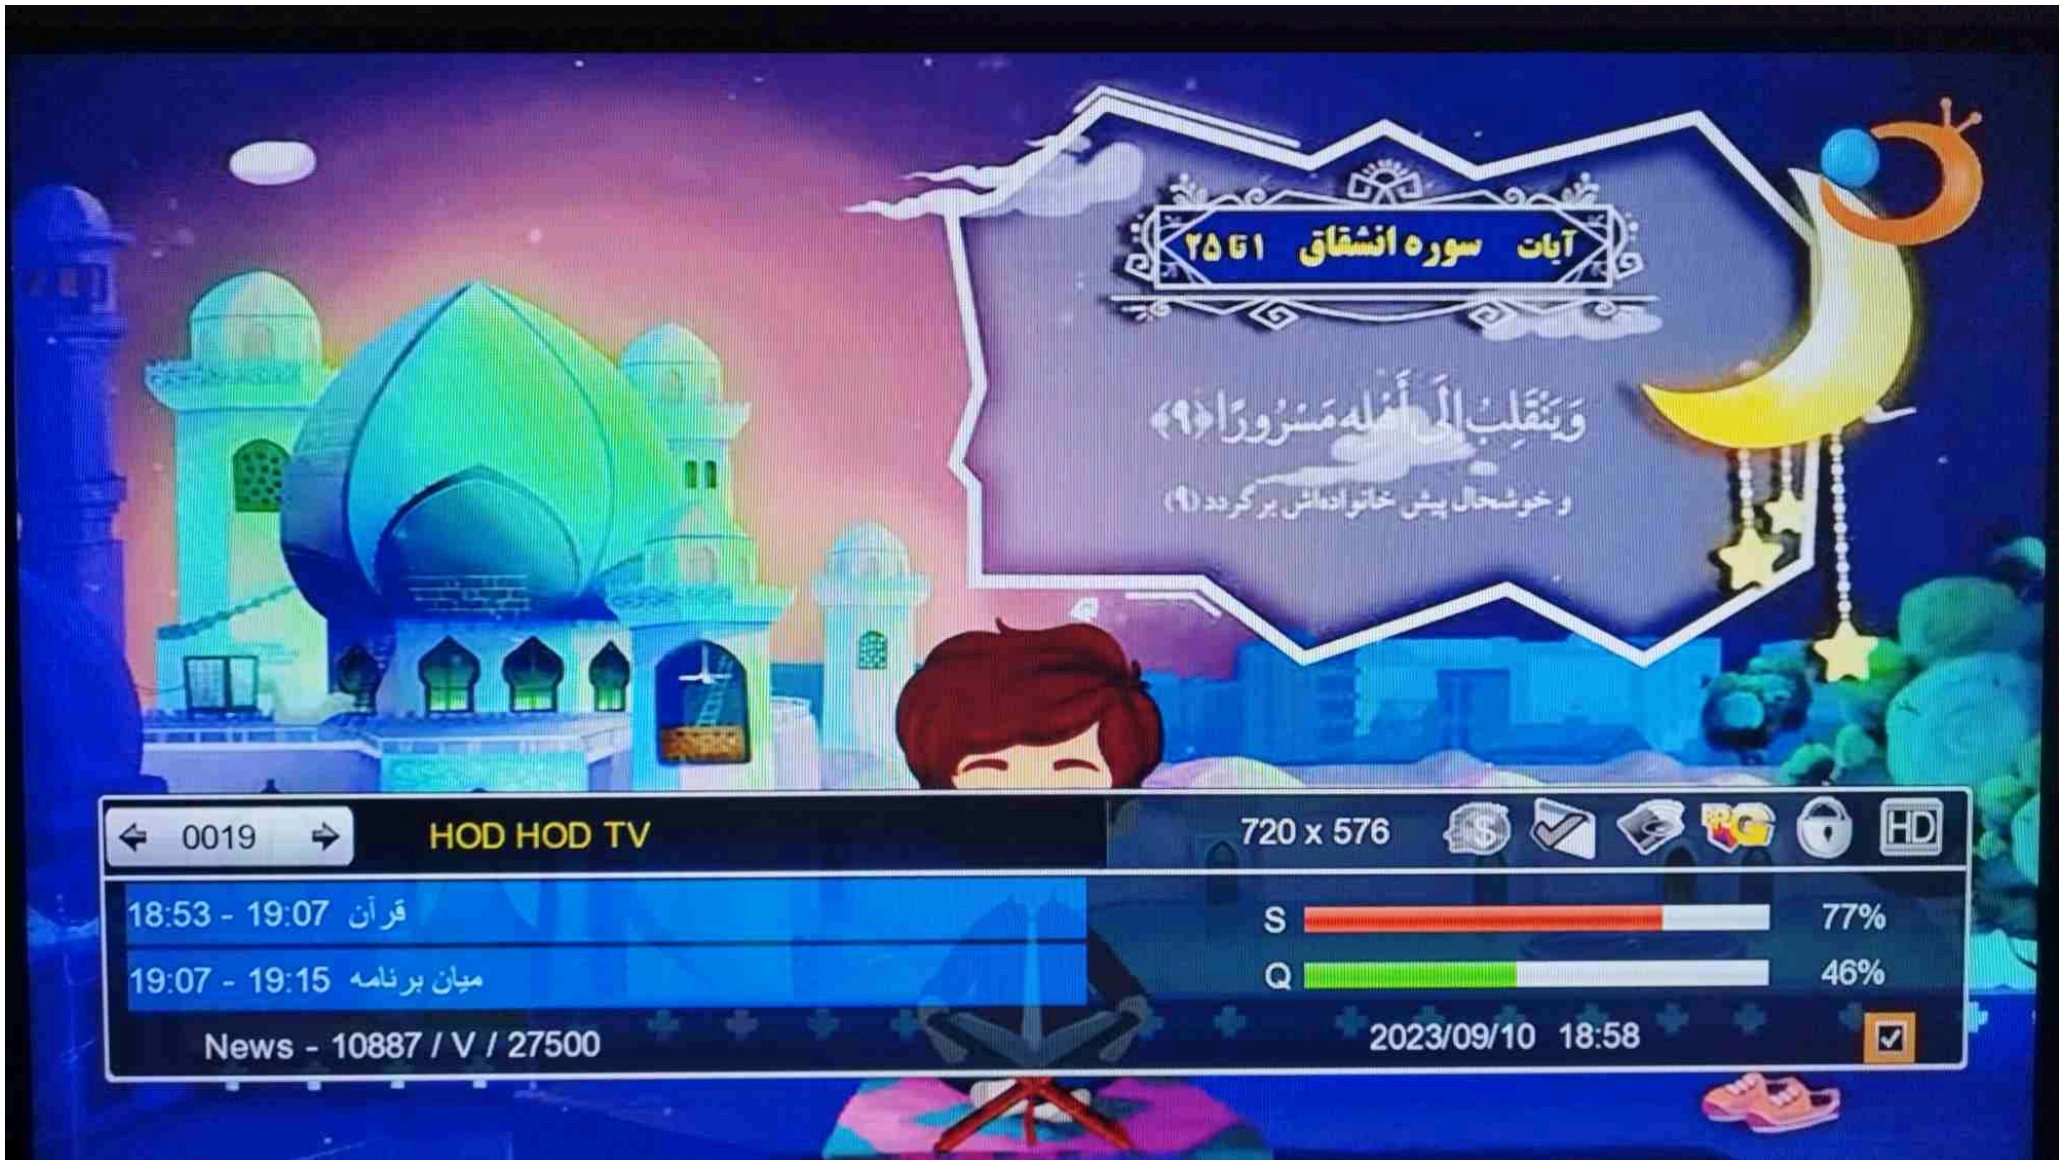 آیات سوره انشقاق ۱ تا ۲۵
وَيَنْقَلِبُ إِلَى أَهْلِهِ مَسْرُورًا ﴿٩﴾
و خوشحال پیش خانواده‌اش برگردد (۹)
0019 HOD HOD TV 720 x 576 HD
18:53 - 19:07 قرآن
S 77%
19:07 - 19:15 میان برنامه
Q 46%
News - 10887 / V / 27500 2023/09/10 18:58